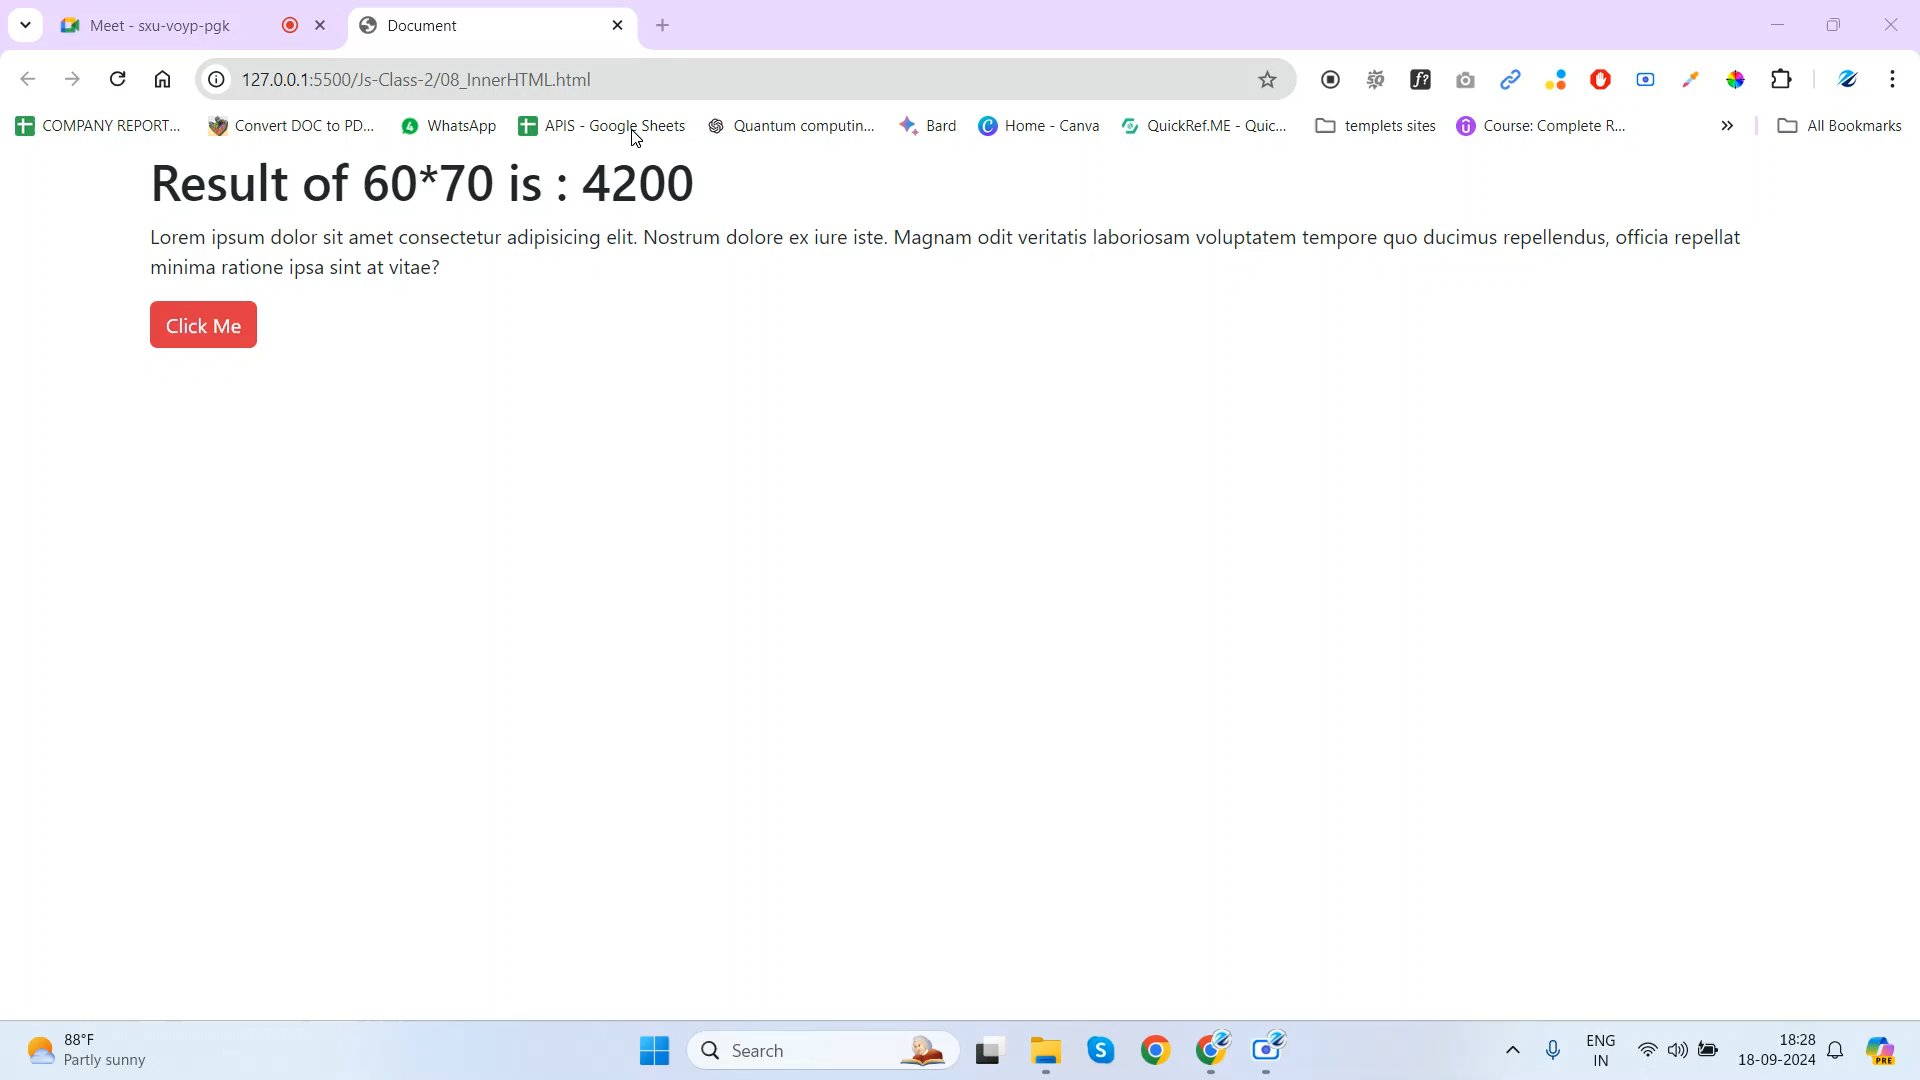 Meet - sxu-voyp-pgk
Document
127.0.0.1:5500/Js-Class-2/08_InnerHTML.html
f?
COMPANY REPORT...
Convert DOC to PD...
WhatsApp
APIS - Google Sheets
Quantum computin...
Bard
Home - Canva
QuickRef.ME - Quic...
templets sites
Course: Complete R...
All Bookmarks
Result of 60*70 is : 4200
Lorem ipsum dolor sit amet consectetur adipisicing elit. Nostrum dolore ex iure iste. Magnam odit veritatis laboriosam voluptatem tempore quo ducimus repellendus, officia repellat
minima ratione ipsa sint at vitae?
Click Me
88°F
Partly sunny
Search
ENG
IN
18:28
18-09-2024
PRE